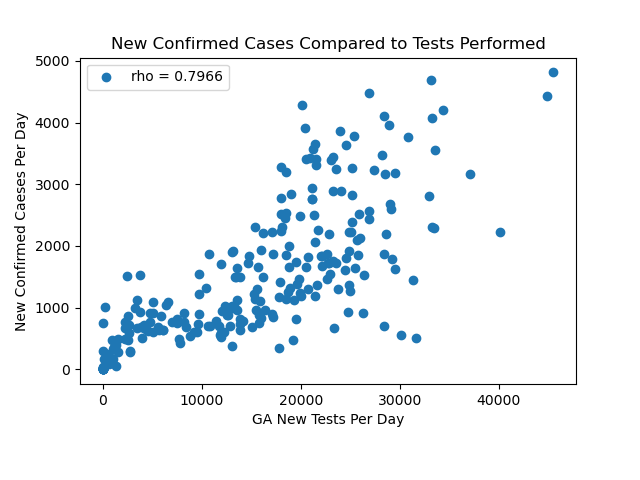 New Confirmed Cases Compared to Tests Performed
rho = 0.7966
New Confirmed Caeses Per Day
5000
4000
3000
2000
1000
0
0 10000 20000 30000 40000
GA New Tests Per Day